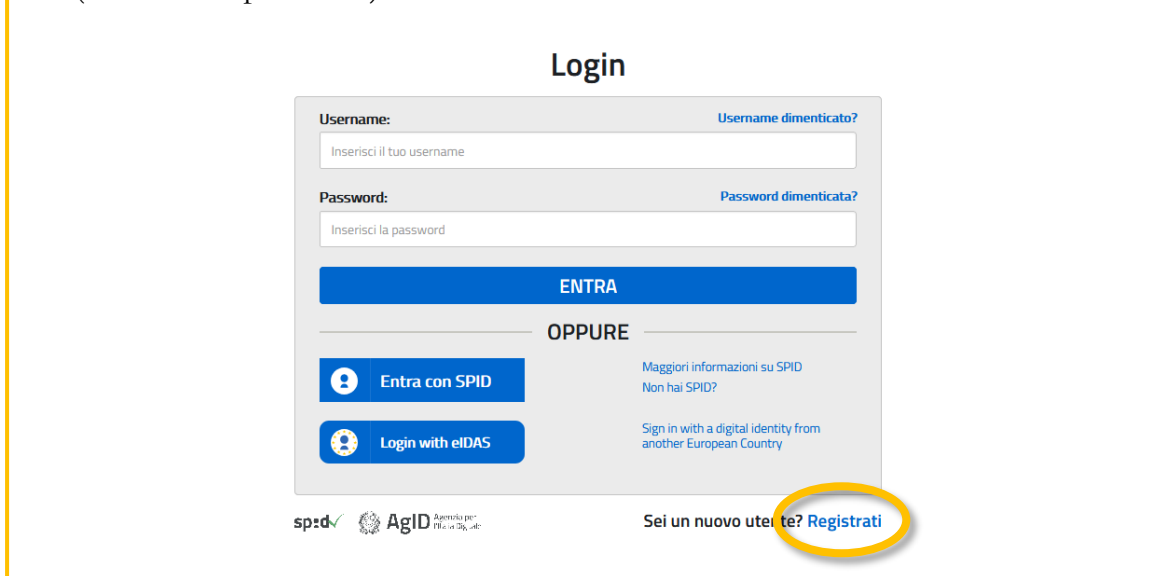 Login
Username:
Username dimenticato?
Inserisci il tuo username
Password:
Password dimenticata?
Inserisci la password
ENTRA
OPPURE
Entra con SPID
Maggiori informazioni su SPID
Non hai SPID?
Login with eIDAS
Sign in with a digital identity from
another European Country
AgID Agenzia per
Sei un nuovo utente? Registrati